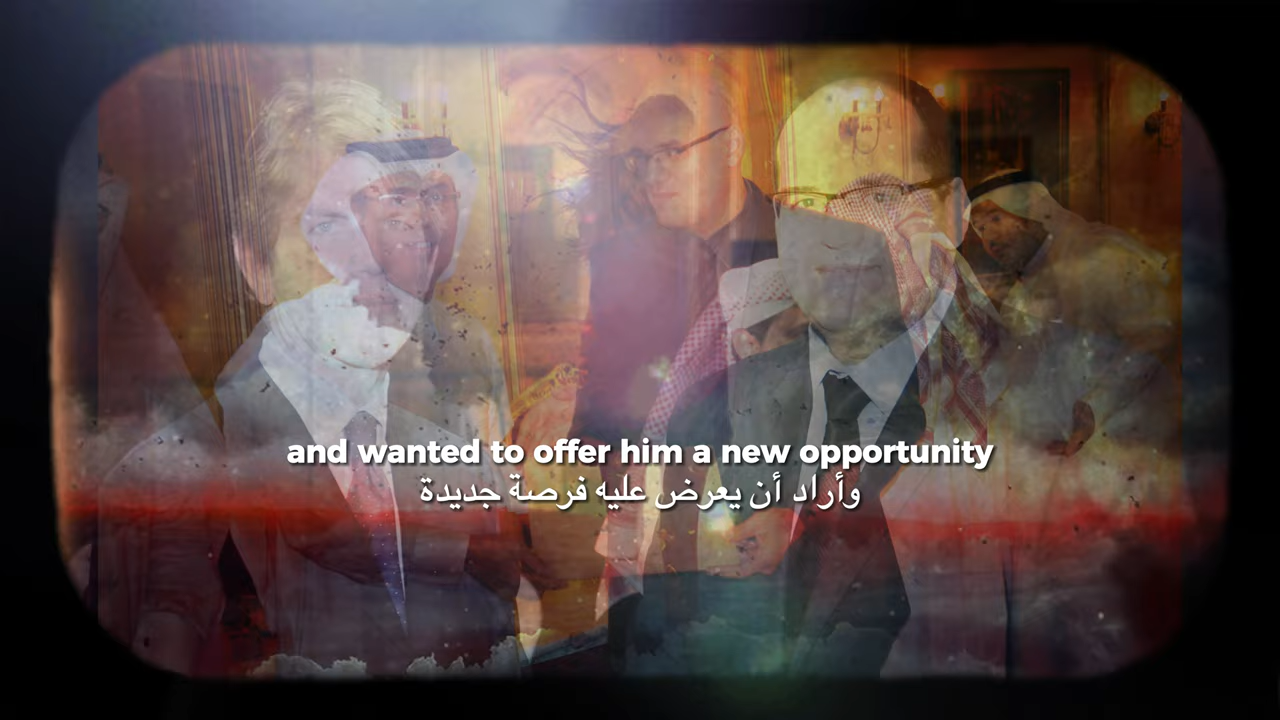 and wanted to offer him a new opportunity
وأراد أن يعرض عليه فرصة جديدة